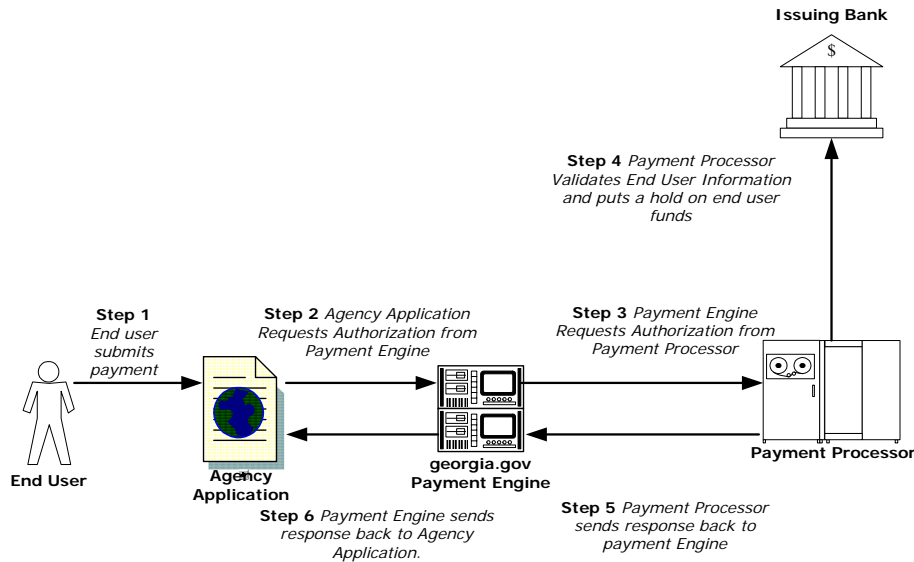 Issuing Bank
$
Step 4 Payment Processor
Validates End User Information
and puts a hold on end user
funds
Step 1
End user
submits
payment
Step 2 Agency Application
Requests Authorization from
Payment Engine
Step 3 Payment Engine
Requests Authorization from
Payment Processor
End User
Agency
Application
georgia.gov
Payment Engine
Payment Processor
Step 6 Payment Engine sends
response back to Agency
Application.
Step 5 Payment Processor
sends response back to
payment Engine